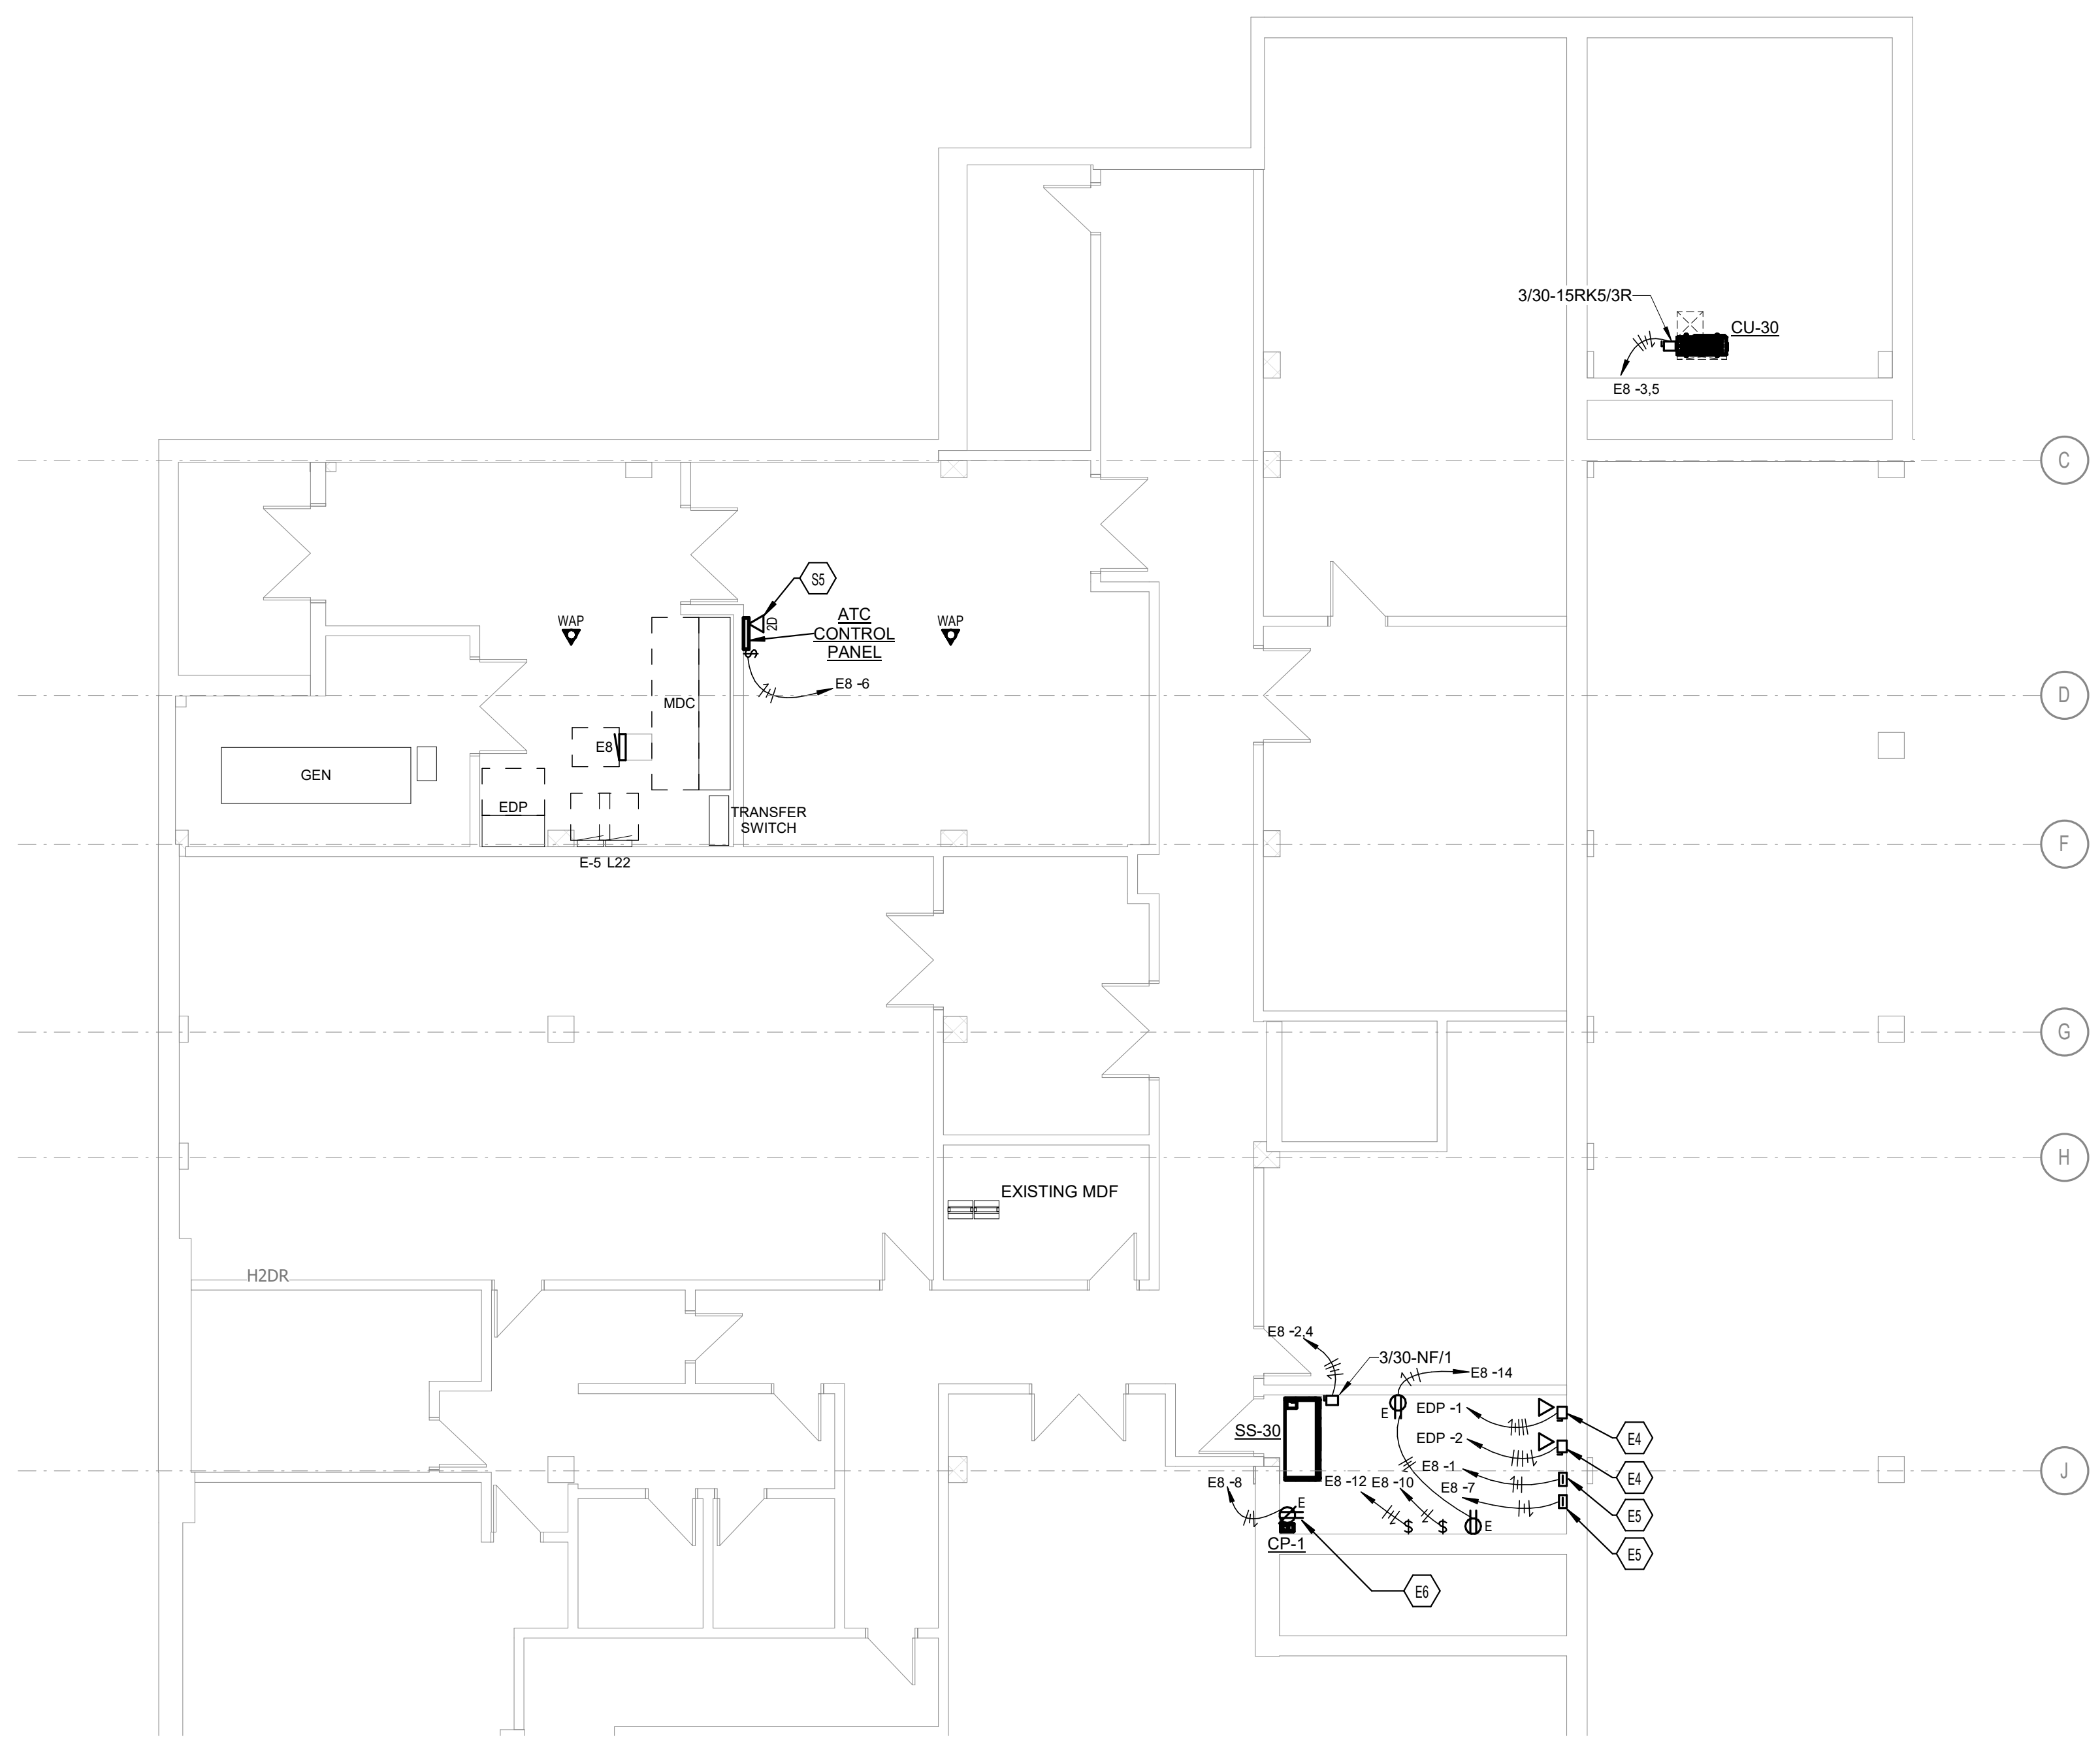 3/30-15RK5/3R
CU-30
E8 -3,5
C
S5
WAP
2D
ATC
CONTROL
PANEL
WAP
$
E8 -6
D
MDC
E8
GEN
EDP
TRANSFER
SWITCH
F
E-5 L22
G
H
EXISTING MDF
H2DR
E8 -2,4
3/30-NF/1
E8 -14
E
EDP -1
SS-30
EDP -2
E4
E8 -1
E4
J
E8 -8
E8 -12
E8 -10
E8 -7
E
E5
$
$
E
CP-1
E5
E6